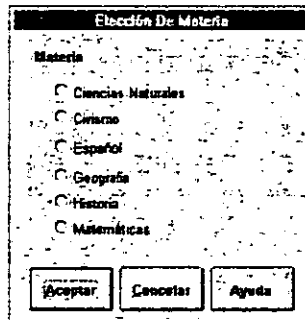 Elección De Materia
Materia
Ciencias Naturales
Civismo
Español
Geografía
Historia
Matemáticas
Aceptar Cancelar Ayuda